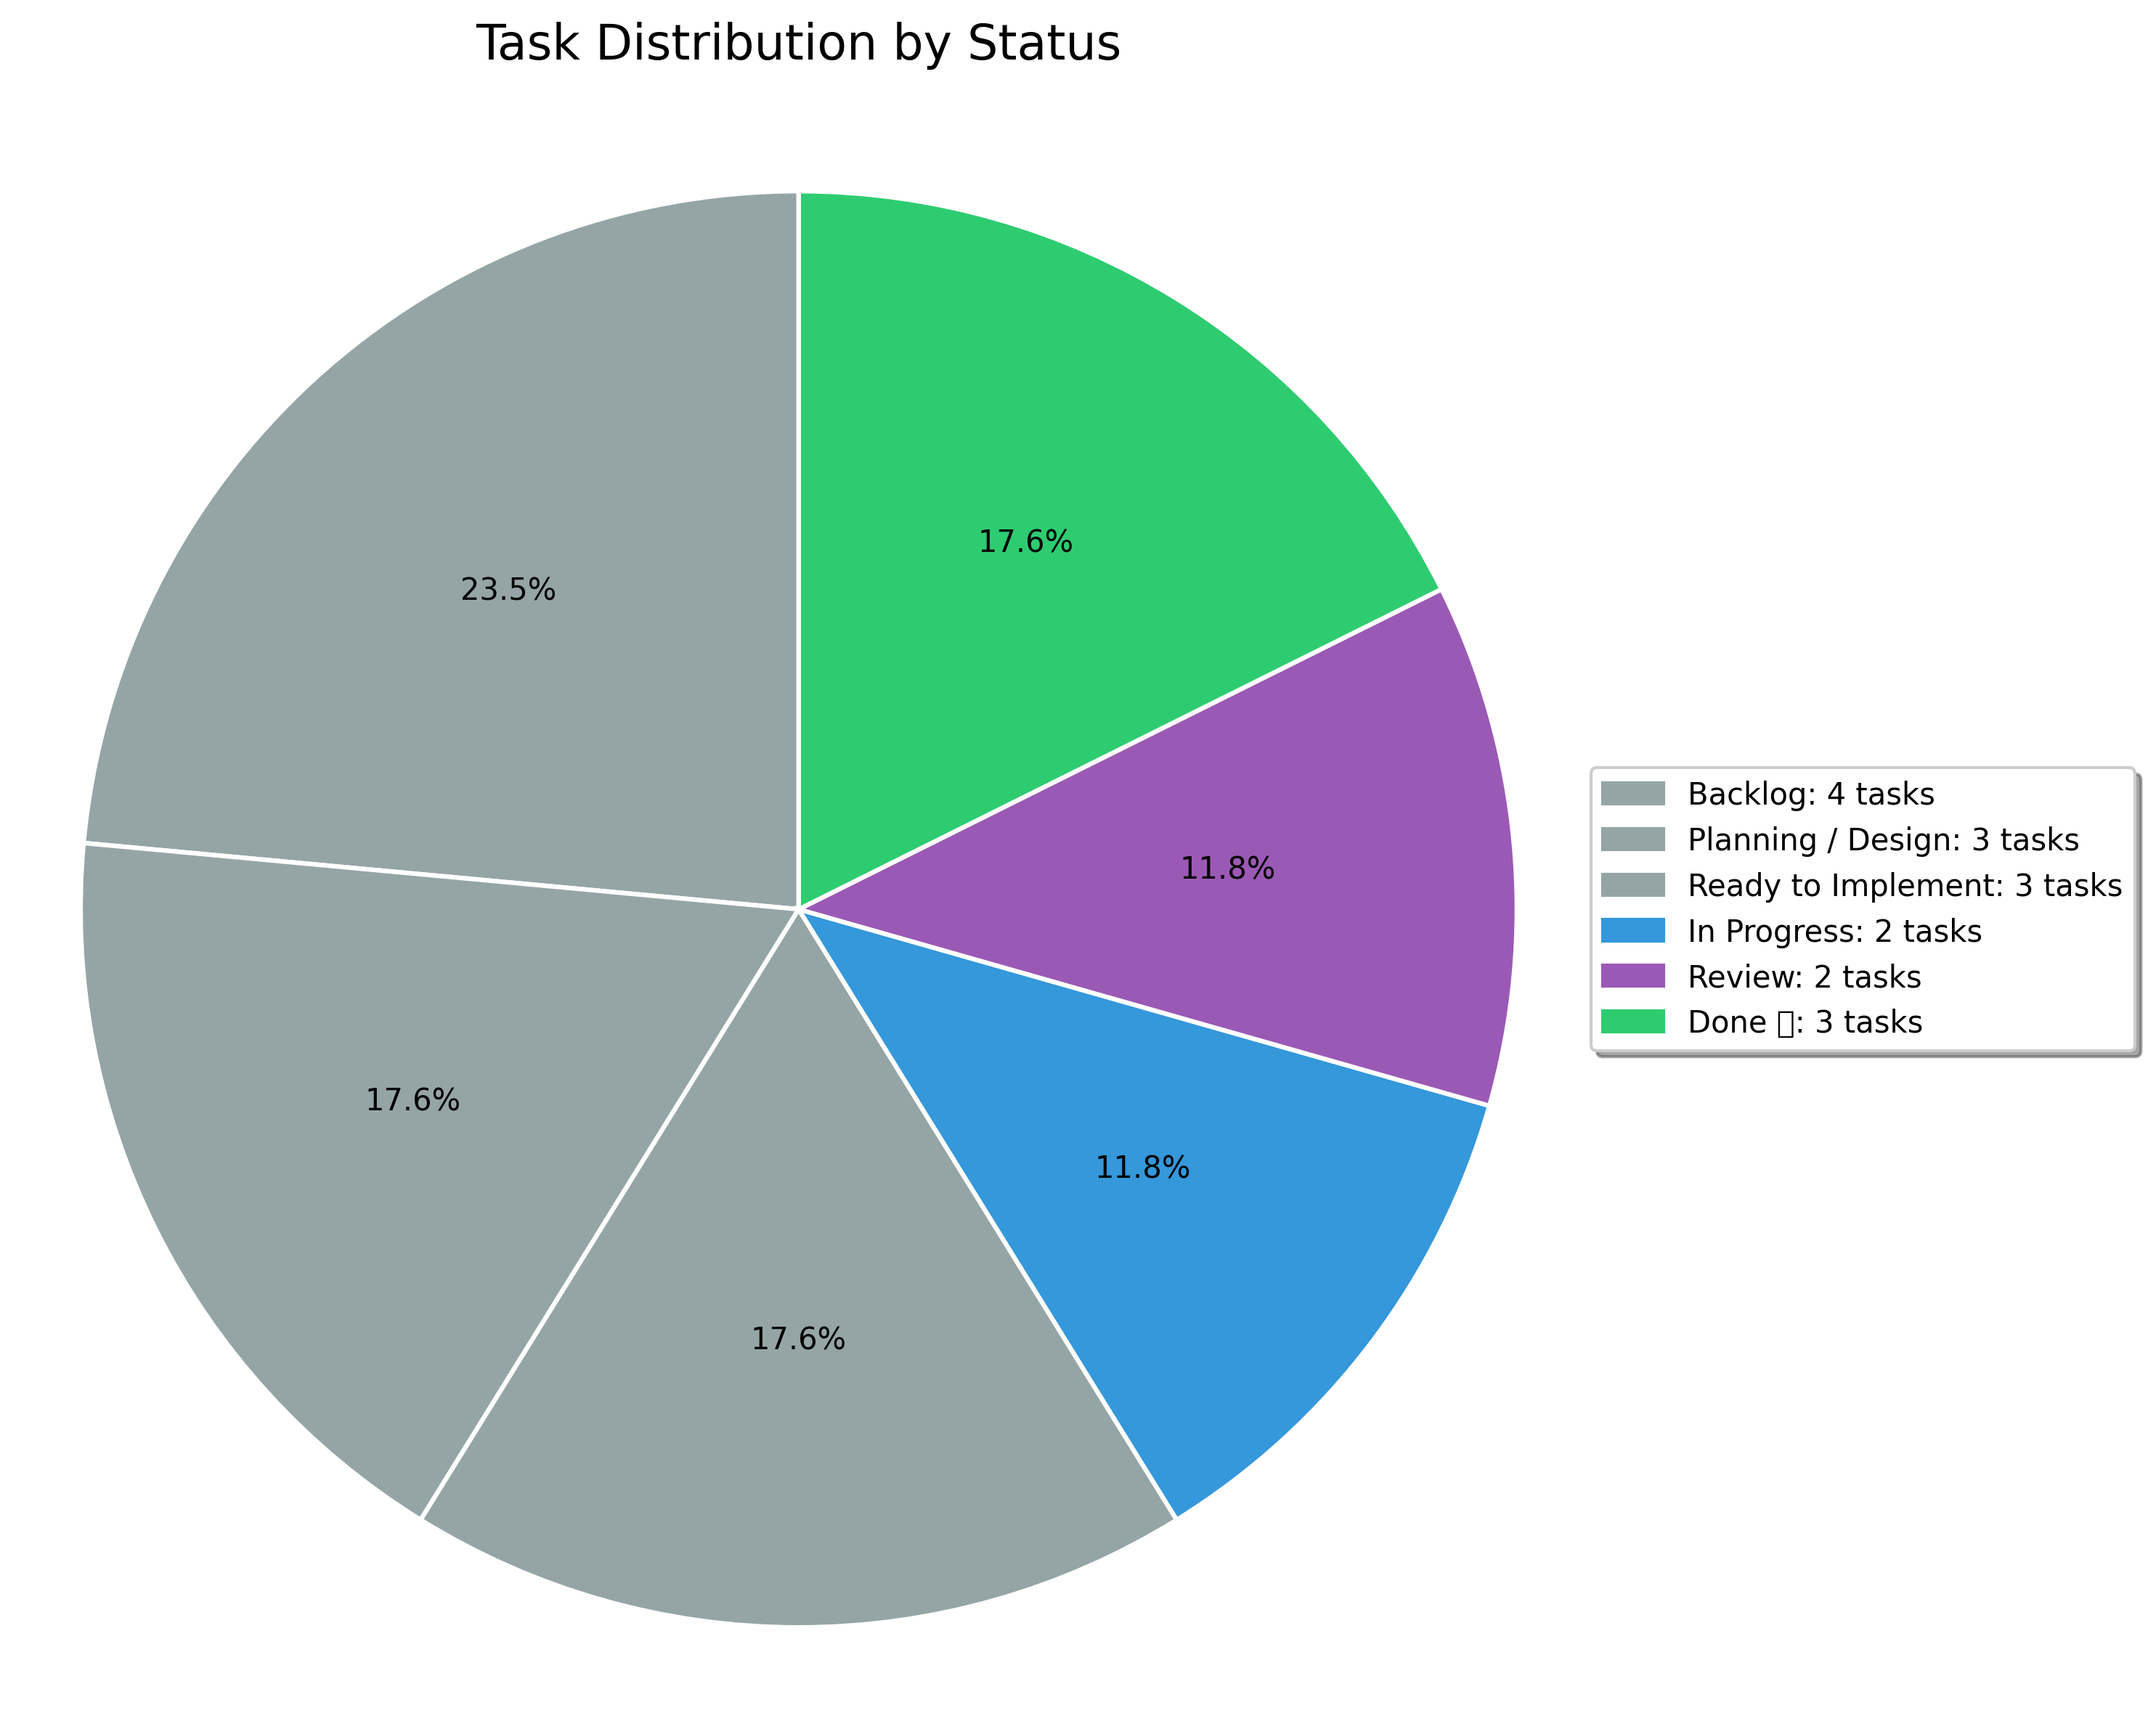 Task Distribution by Status
17.6%
23.5%
11.8%
17.6%
11.8%
17.6%
Backlog: 4 tasks
Planning / Design: 3 tasks
Ready to Implement: 3 tasks
In Progress: 2 tasks
Review: 2 tasks
Done ▯: 3 tasks